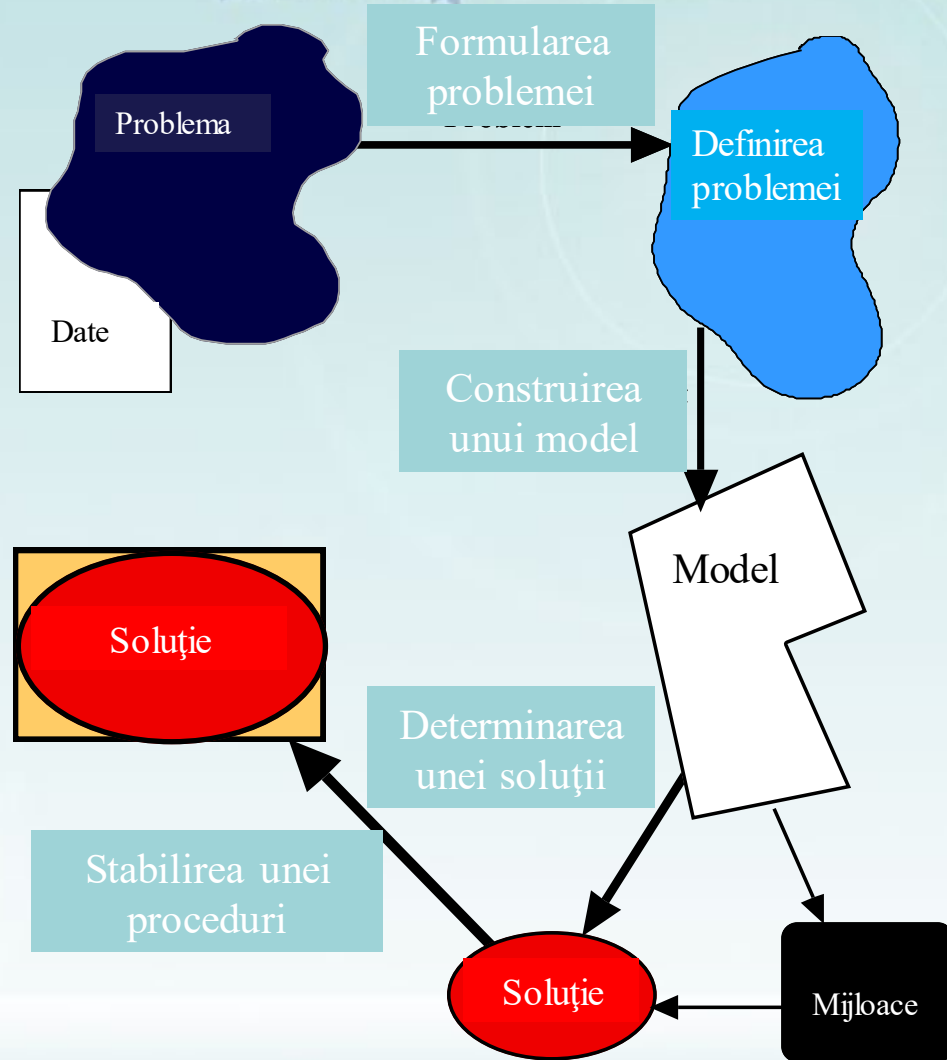 Formularea
problemei
Problema
Definirea
problemei
Date
Construirea
unui model
Model
Soluţie
Determinarea
unei soluţii
Stabilirea unei
proceduri
Soluţie
Mijloace